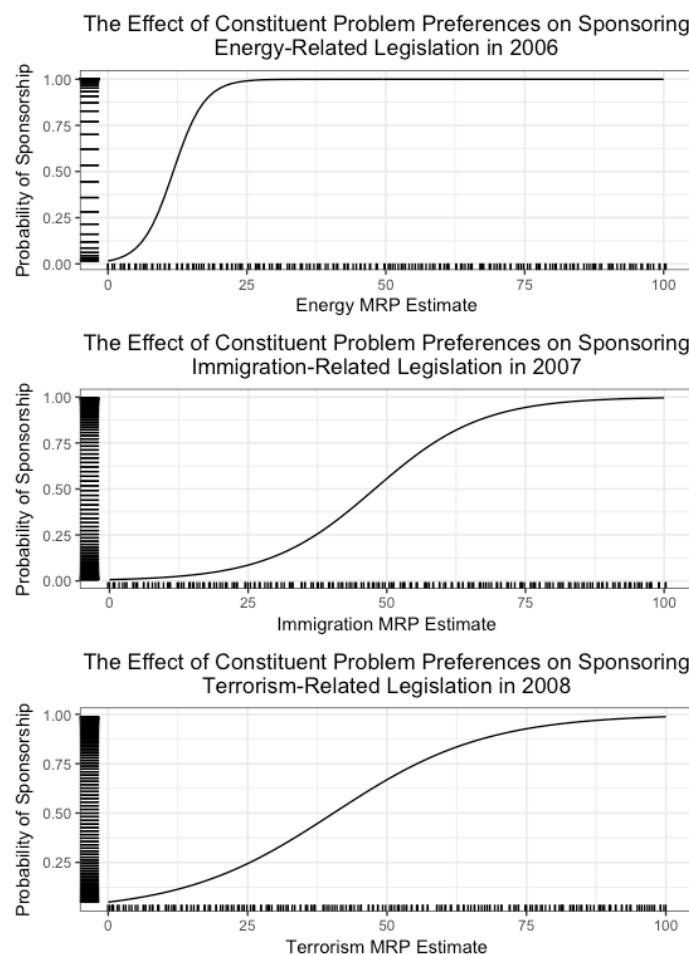 The Effect of Constituent Problem Preferences on Sponsoring
Energy-Related Legislation in 2006
Probability of Sponsorship
1.00
0.75
0.50
0.25
0.00
0 25 50 75 100
Energy MRP Estimate
The Effect of Constituent Problem Preferences on Sponsoring
Immigration-Related Legislation in 2007
Probability of Sponsorship
1.00
0.75
0.50
0.25
0.00
0 25 50 75 100
Immigration MRP Estimate
The Effect of Constituent Problem Preferences on Sponsoring
Terrorism-Related Legislation in 2008
Probability of Sponsorship
1.00
0.75
0.50
0.25
0 25 50 75 100
Terrorism MRP Estimate